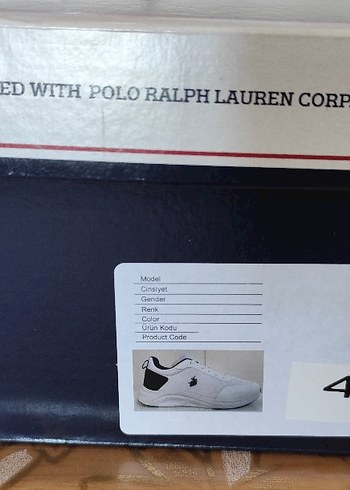 ED WITH POLO RALPH LAUREN CORP
Model
Cinsiyet
Gender
Renk
Color
Ürün Kodu
Product Code
4